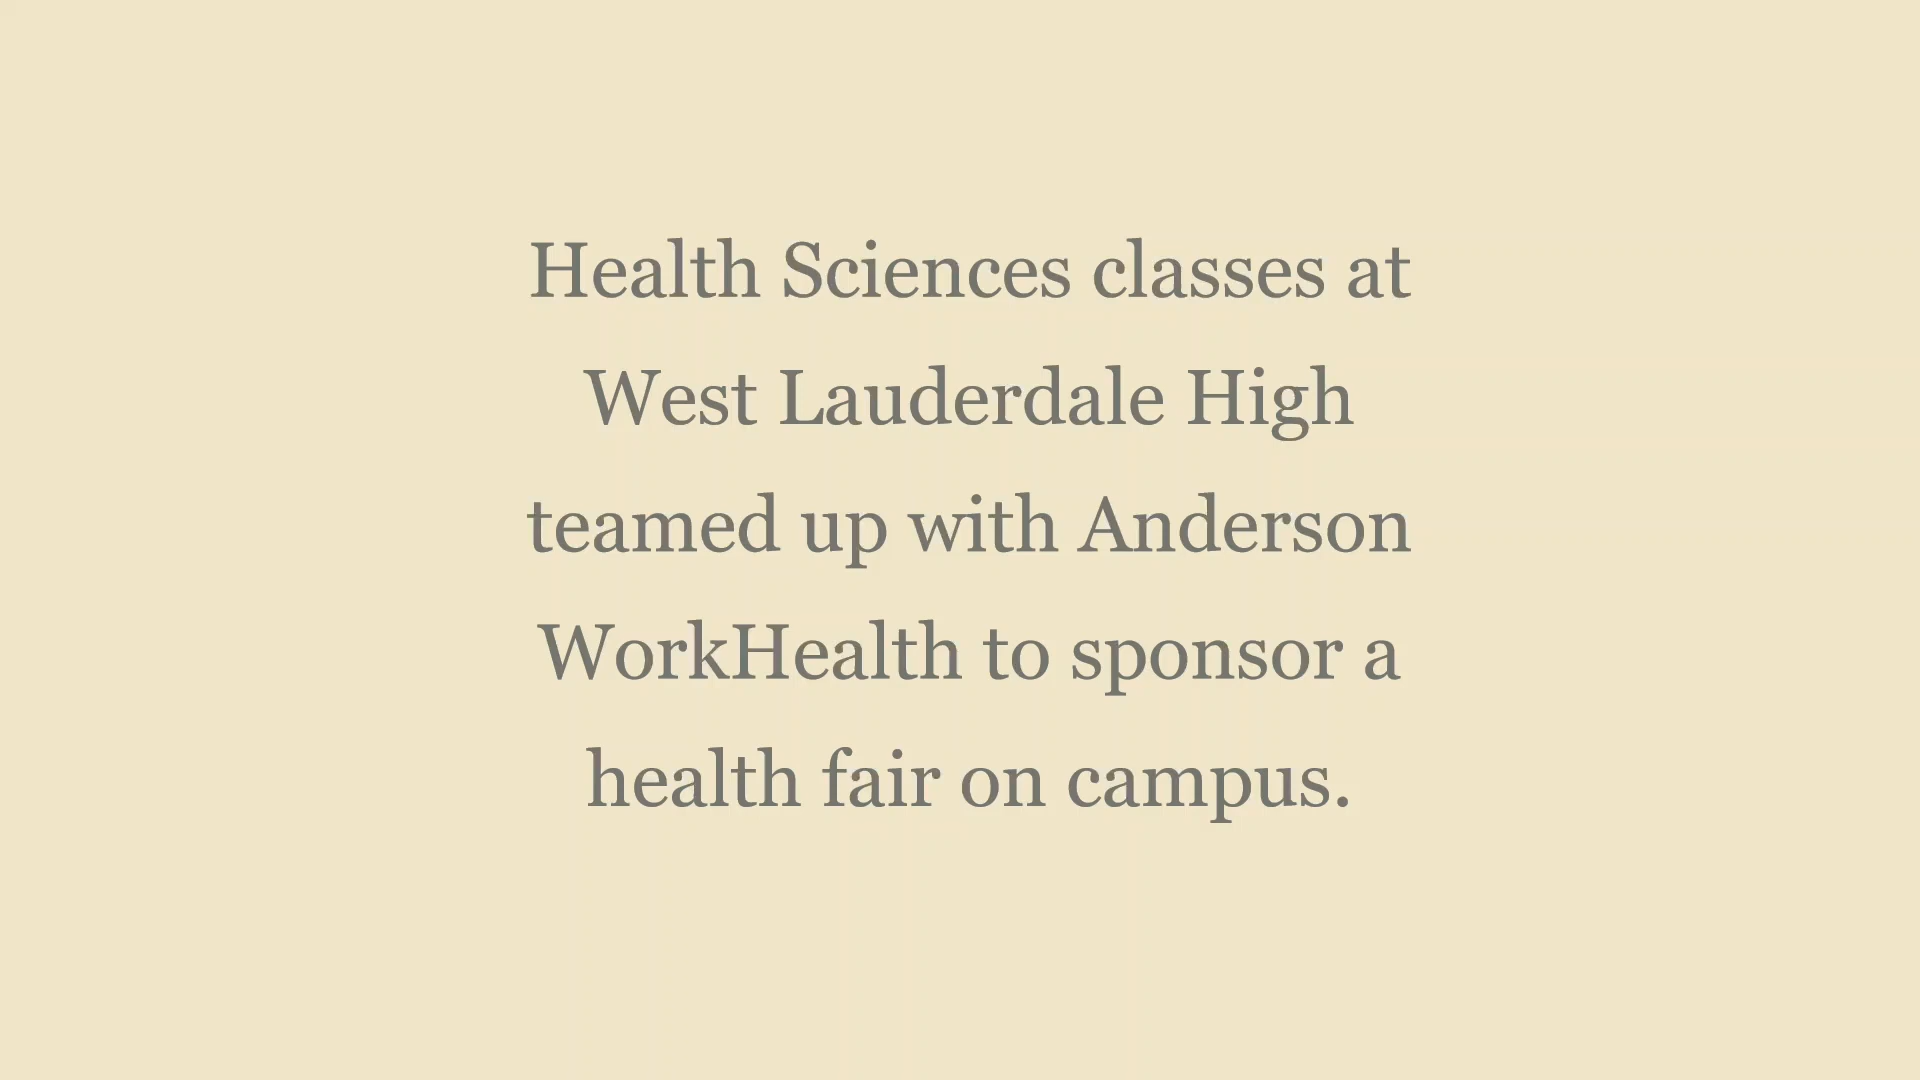 Health Sciences classes at
West Lauderdale High
teamed up with Anderson
WorkHealth to sponsor a
health fair on campus.